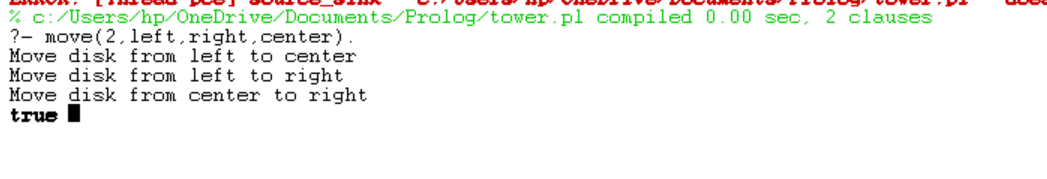 % c:/Users/hp/OneDrive/Documents/Prolog/tower.pl compiled 0.00 sec, 2 clauses
?- move(2,left,right,center).
Move disk from left to center
Move disk from left to right
Move disk from center to right
true